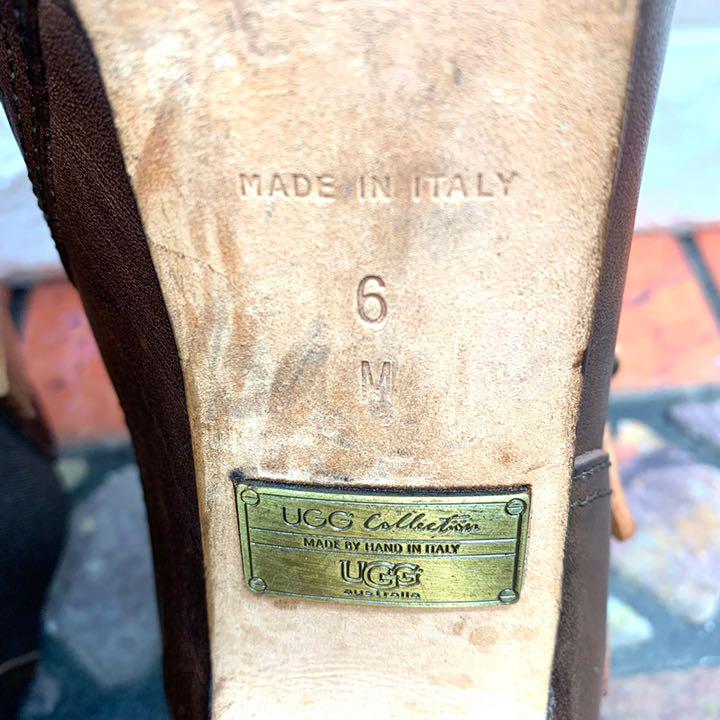 MADE IN ITALY
6
M
UGG Collection
MADE BY HAND IN ITALY
UGG
australia